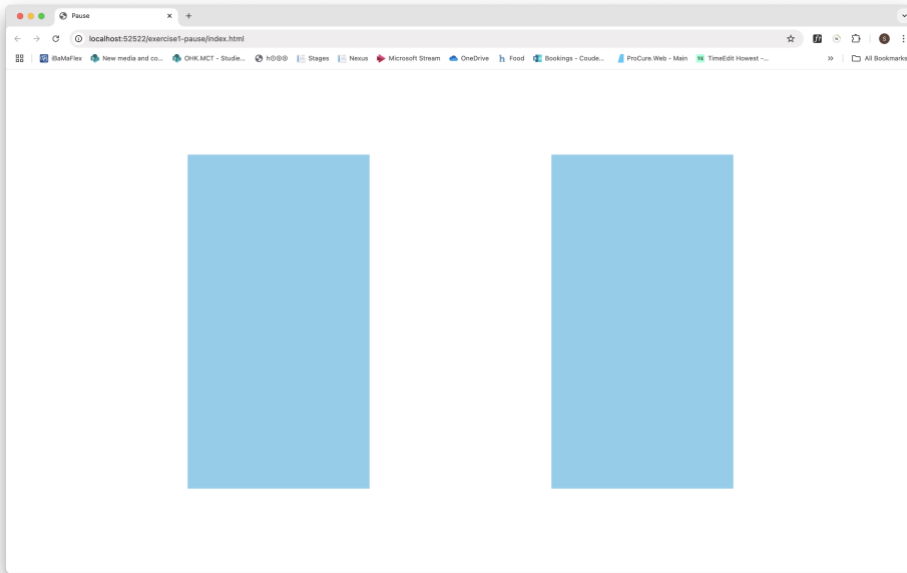 Pause
localhost:52522/exercise1-pause/index.html
iBaMaFlex New media and co... OHK.MCT - Studie... Stages Nexus Microsoft Stream OneDrive Food Bookings - Coude... ProCure.Web - Main TimeEdit Howest -... All Bookmarks